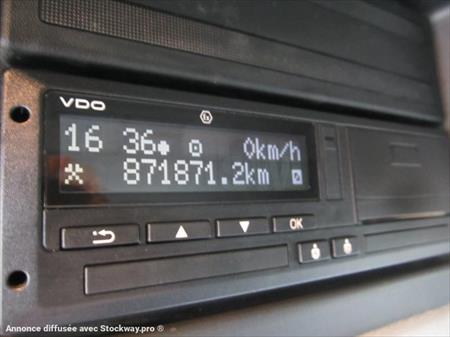 VDO
16 36 0km/h
871871.2km
OK
Annonce diffusée avec Stockway.pro ®